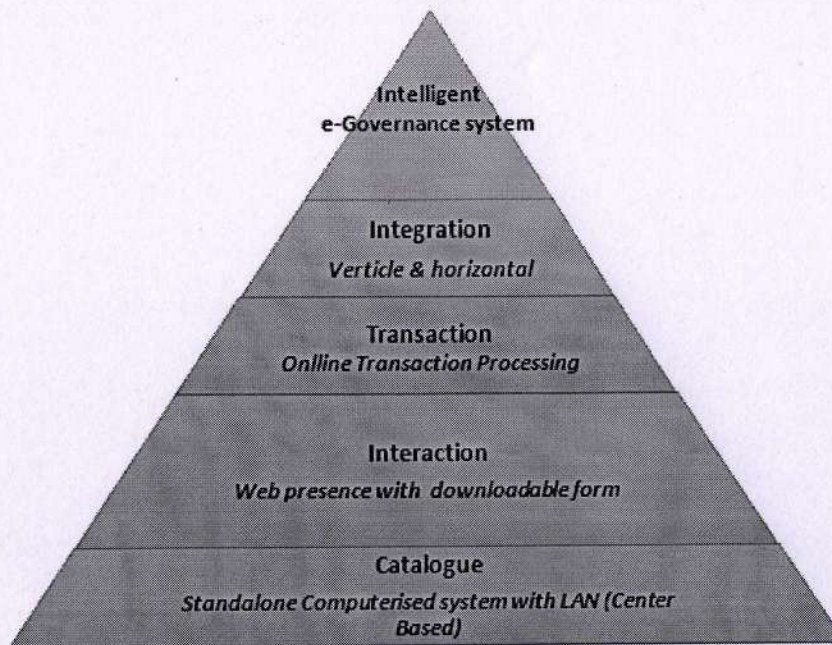 Intelligent
e-Governance system
Integration
Verticle & horizontal
Transaction
Onlline Transaction Processing
Interaction
Web presence with downloadable form
Catalogue
Standalone Computerised system with LAN (Center
Based)